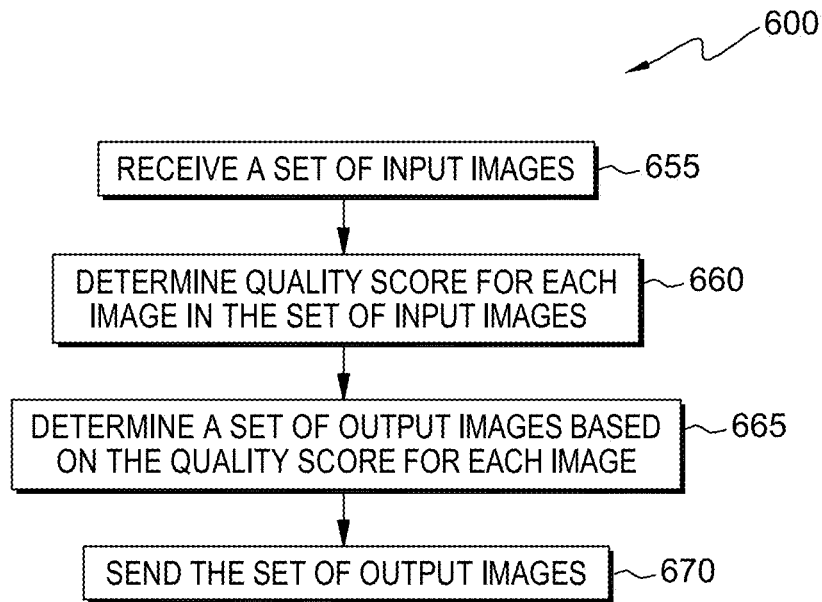 600
RECEIVE A SET OF INPUT IMAGES
655
DETERMINE QUALITY SCORE FOR EACH
IMAGE IN THE SET OF INPUT IMAGES
660
DETERMINE A SET OF OUTPUT IMAGES BASED
ON THE QUALITY SCORE FOR EACH IMAGE
665
SEND THE SET OF OUTPUT IMAGES
670